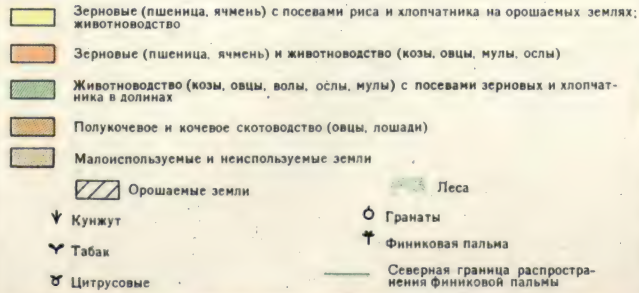 Зерновые (пшеница, ячмень) с посевами риса и хлопчатника на орошаемых землях;
животноводство
Зерновые (пшеница, ячмень) и животноводство (козы, овцы, мулы, ослы)
Животноводство (козы, овцы, волы, ослы, мулы) с посевами зерновых и хлопчат-
ника в долинах
Полукочевое и кочевое скотоводство (овцы, лошади)
Малоиспользуемые и неиспользуемые земли
Орошаемые земли
Леса
Кунжут
Гранаты
Табак
Финиковая пальма
Цитрусовые
Северная граница распростра-
нения финиковой пальмы